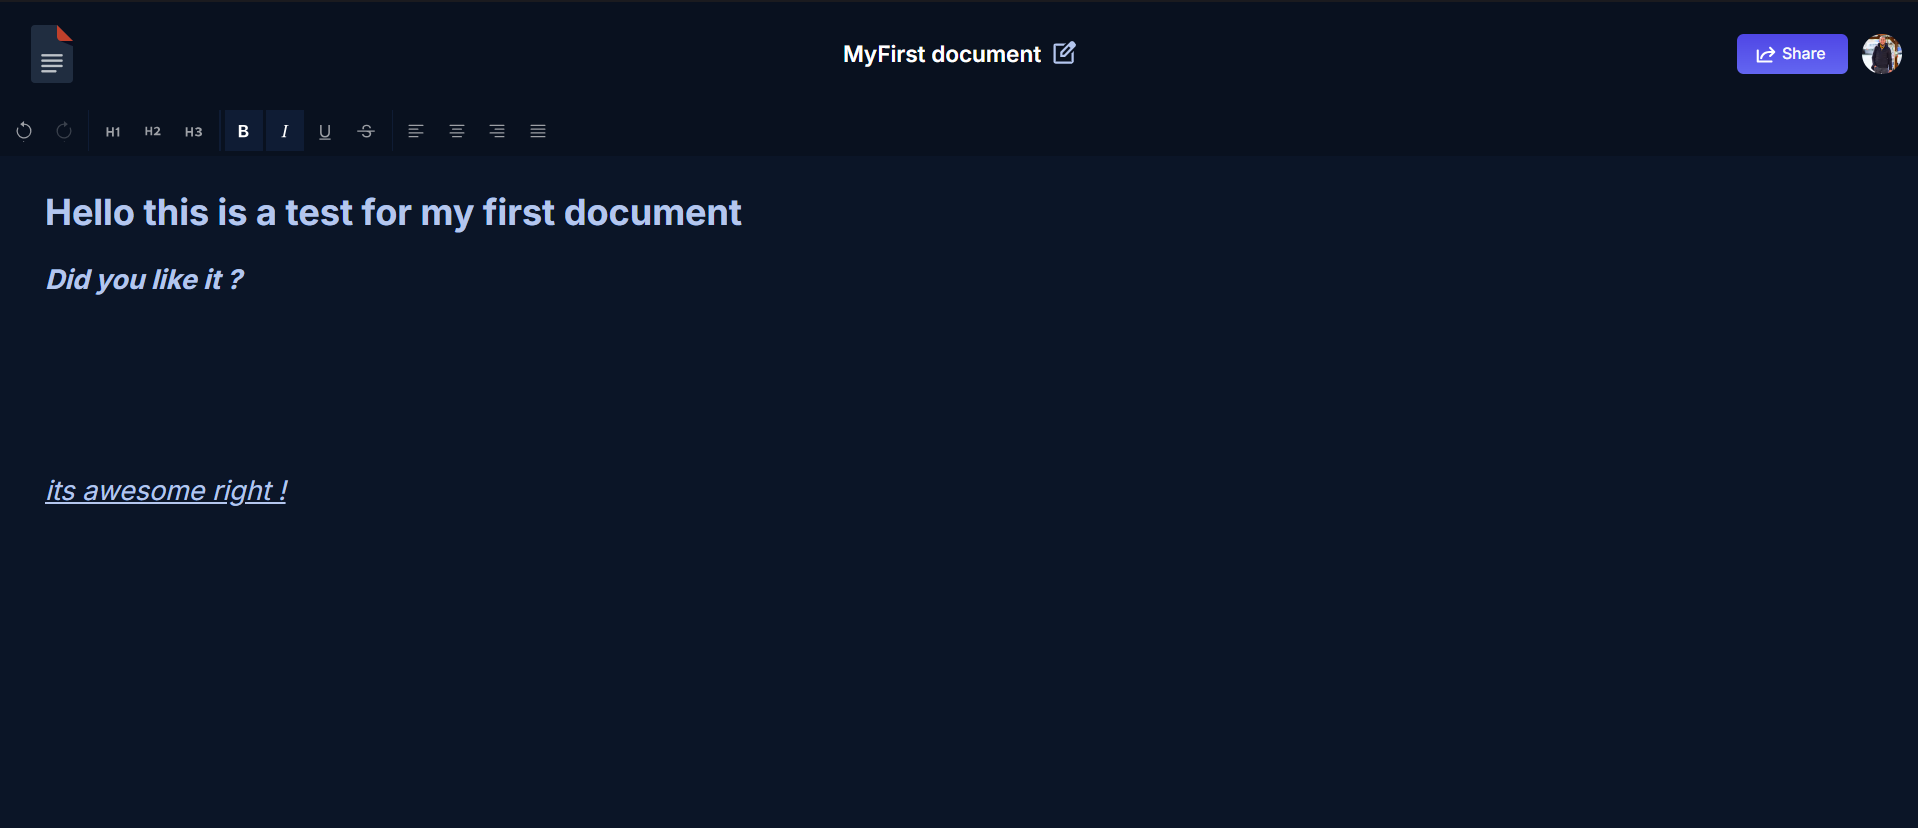 MyFirst document
Share
H1 H2 H3 B I U S
Hello this is a test for my first document
Did you like it ?
its awesome right !